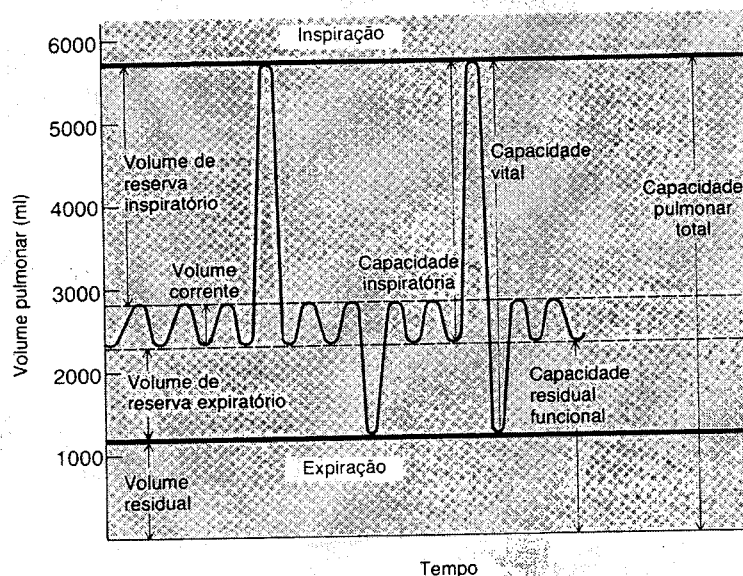 6000
Inspiração
5000
Volume de
reserva
inspiratório
Capacidade
vital
4000
Capacidade
pulmonar
total
Volume
corrente
Capacidade
inspiratória
3000
Volume pulmonar (ml)
2000
Volume de
reserva expiratório
Capacidade
residual
funcional
1000
Volume
residual
Expiração
Tempo